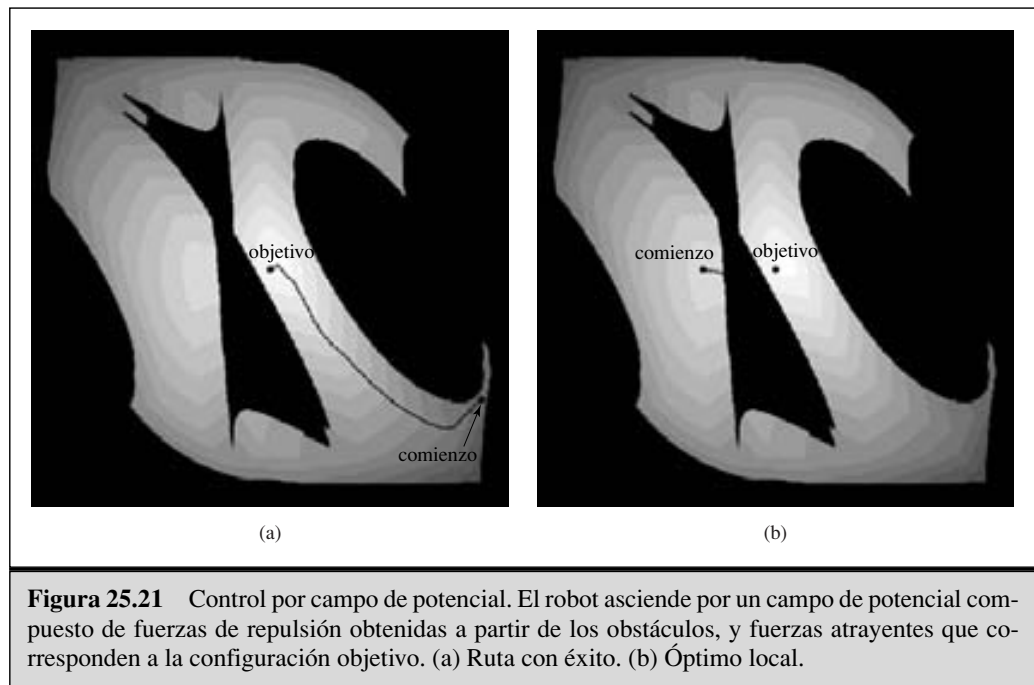 objetivo
comienzo
(a)
comienzo
objetivo
(b)
Figura 25.21 Control por campo de potencial. El robot asciende por un campo de potencial com-
puesto de fuerzas de repulsión obtenidas a partir de los obstáculos, y fuerzas atrayentes que co-
rresponden a la configuración objetivo. (a) Ruta con éxito. (b) Óptimo local.